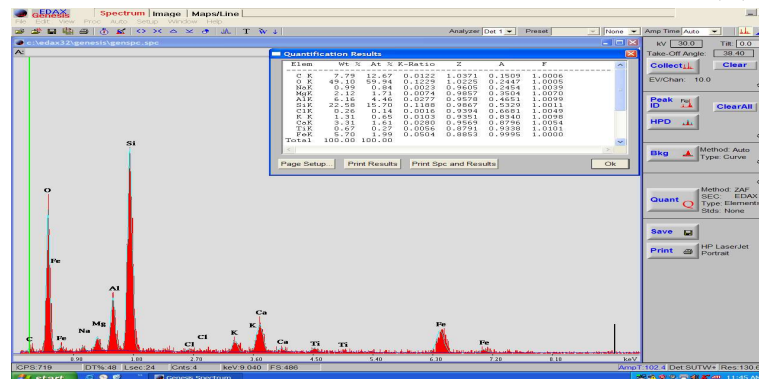 EDAX Genesis Spectrum Image Maps/Line
File Edit View Proc Auto Setup Window Help
T W Analyzer Det 1 Preset None Amp Time Auto
c:\edax32\genesis\genspc.spc
A:
Quantification Results
Elem Wt % At % K-Ratio Z A F
C K 7.79 12.67 0.0122 1.0371 0.1509 1.0006
O K 49.10 59.94 0.1229 1.0225 0.2447 1.0005
NaK 0.99 0.84 0.0023 0.9605 0.2454 1.0039
MgK 2.12 1.71 0.0074 0.9857 0.3504 1.0070
AlK 6.16 4.46 0.0277 0.9578 0.4651 1.0099
SiK 22.58 15.70 0.1188 0.9867 0.5329 1.0011
ClK 0.26 0.14 0.0016 0.9394 0.6681 1.0049
K K 1.31 0.65 0.0103 0.9351 0.8340 1.0098
CaK 3.31 1.61 0.0280 0.9569 0.8796 1.0054
TiK 0.67 0.27 0.0056 0.8791 0.9338 1.0101
FeK 5.70 1.99 0.0504 0.8853 0.9995 1.0000
Total 100.00 100.00
Page Setup... Print Results Print Spc and Results Ok
KV 30.0 Tilt 0.0
Take-Off Angle: 38.40
Collect Clear
EV/Chan: 10.0
Peak ID ClearAll
HPD
Bkg Method: Auto
Type: Curve
Quant Method: ZAF
SEC: EDAX
Type: Elements
Stds: None
Save
Print HP LaserJet
Portrait
Si
O
Fe
Al
Ca
Mg
Na
K
K
Fe
C
Fe
Cl
Cl
Ca
Ti
Ti
Fe
0.90 1.80 2.70 3.60 4.50 5.40 6.30 7.20 8.10 keV
CPS:719 DT%:48 Lsec:24 Cnts:4 keV:9.040 FS:486 AmpT:102.4 Det:SUTW+ Res:130.6
start Genesis Spectrum 11:45 AM